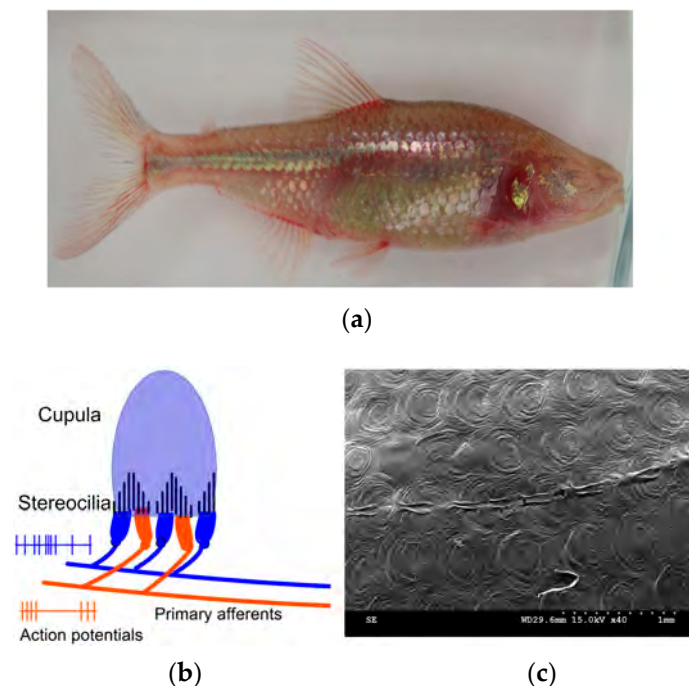 (a)
Cupula
Stereocilia
Primary afferents
Action potentials
(b)
SE
WD29.6mm 15.0kV x40
1mm
(c)